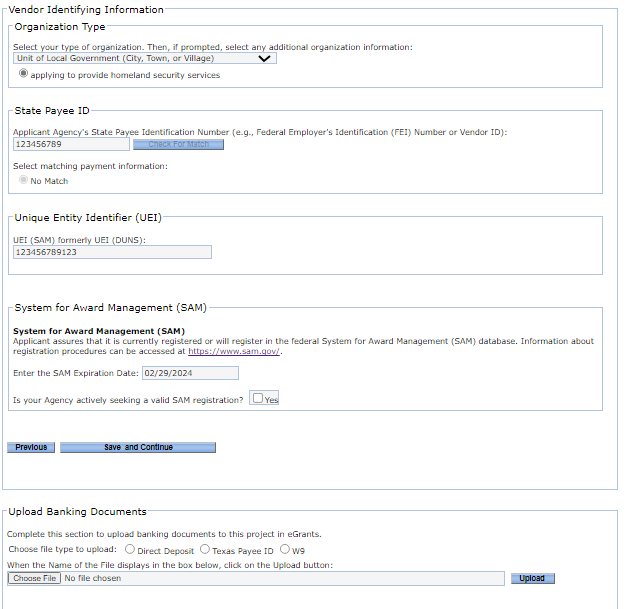 Vendor Identifying Information
Organization Type
Select your type of organization. Then, if prompted, select any additional organization information:
Unit of Local Government (City, Town, or Village)
applying to provide homeland security services
State Payee ID
Applicant Agency's State Payee Identification Number (e.g., Federal Employer's Identification (FEI) Number or Vendor ID):
123456789 Check For Match
Select matching payment information:
No Match
Unique Entity Identifier (UEI)
UEI (SAM) formerly UEI (DUNS):
123456789123
System for Award Management (SAM)
System for Award Management (SAM)
Applicant assures that it is currently registered or will register in the federal System for Award Management (SAM) database. Information about
registration procedures can be accessed at https://www.sam.gov/.
Enter the SAM Expiration Date: 02/29/2024
Is your Agency actively seeking a valid SAM registration? Yes
Previous Save and Continue
Upload Banking Documents
Complete this section to upload banking documents to this project in eGrants.
Choose file type to upload: Direct Deposit Texas Payee ID W9
When the Name of the File displays in the box below, click on the Upload button:
Choose File No file chosen Upload